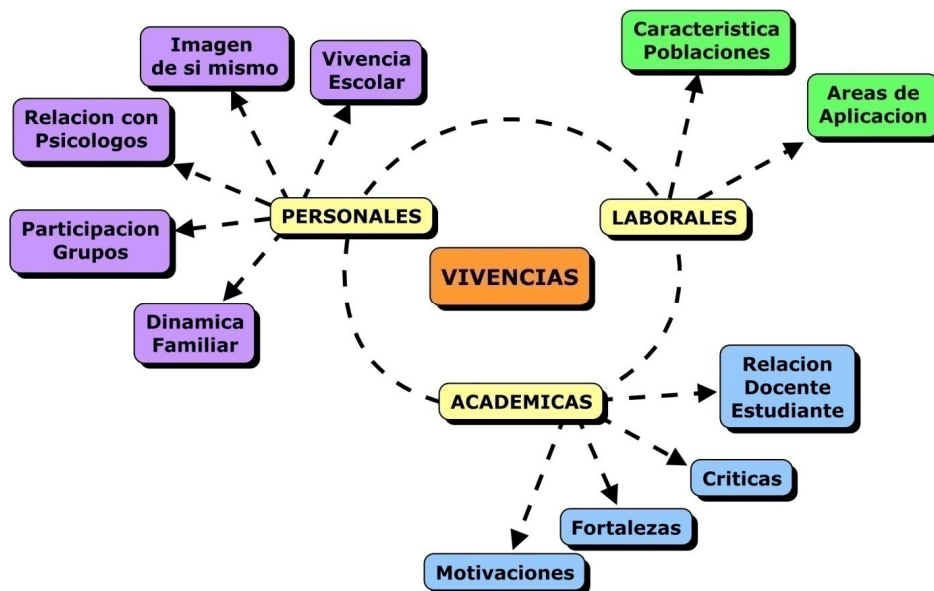 Imagen
de si mismo
Vivencia
Escolar
Relacion con
Psicologos
Participacion
Grupos
Dinamica
Familiar
PERSONALES
Caracteristica
Poblaciones
Areas de
Aplicacion
LABORALES
VIVENCIAS
ACADEMICAS
Relacion
Docente
Estudiante
Criticas
Fortalezas
Motivaciones